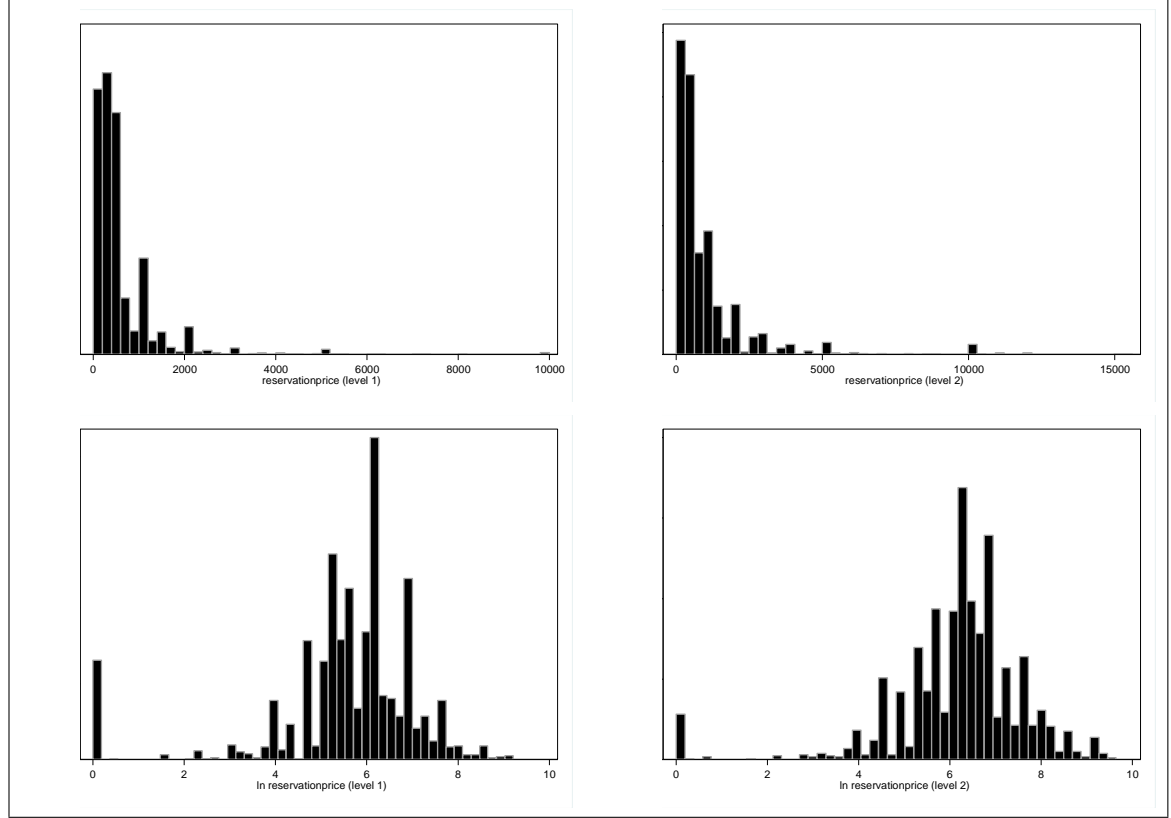 0 2000 4000 6000 8000 10000
reservationprice (level 1)
0 5000 10000 15000
reservationprice (level 2)
0 2 4 6 8 10
ln reservationprice (level 1)
0 2 4 6 8 10
ln reservationprice (level 2)